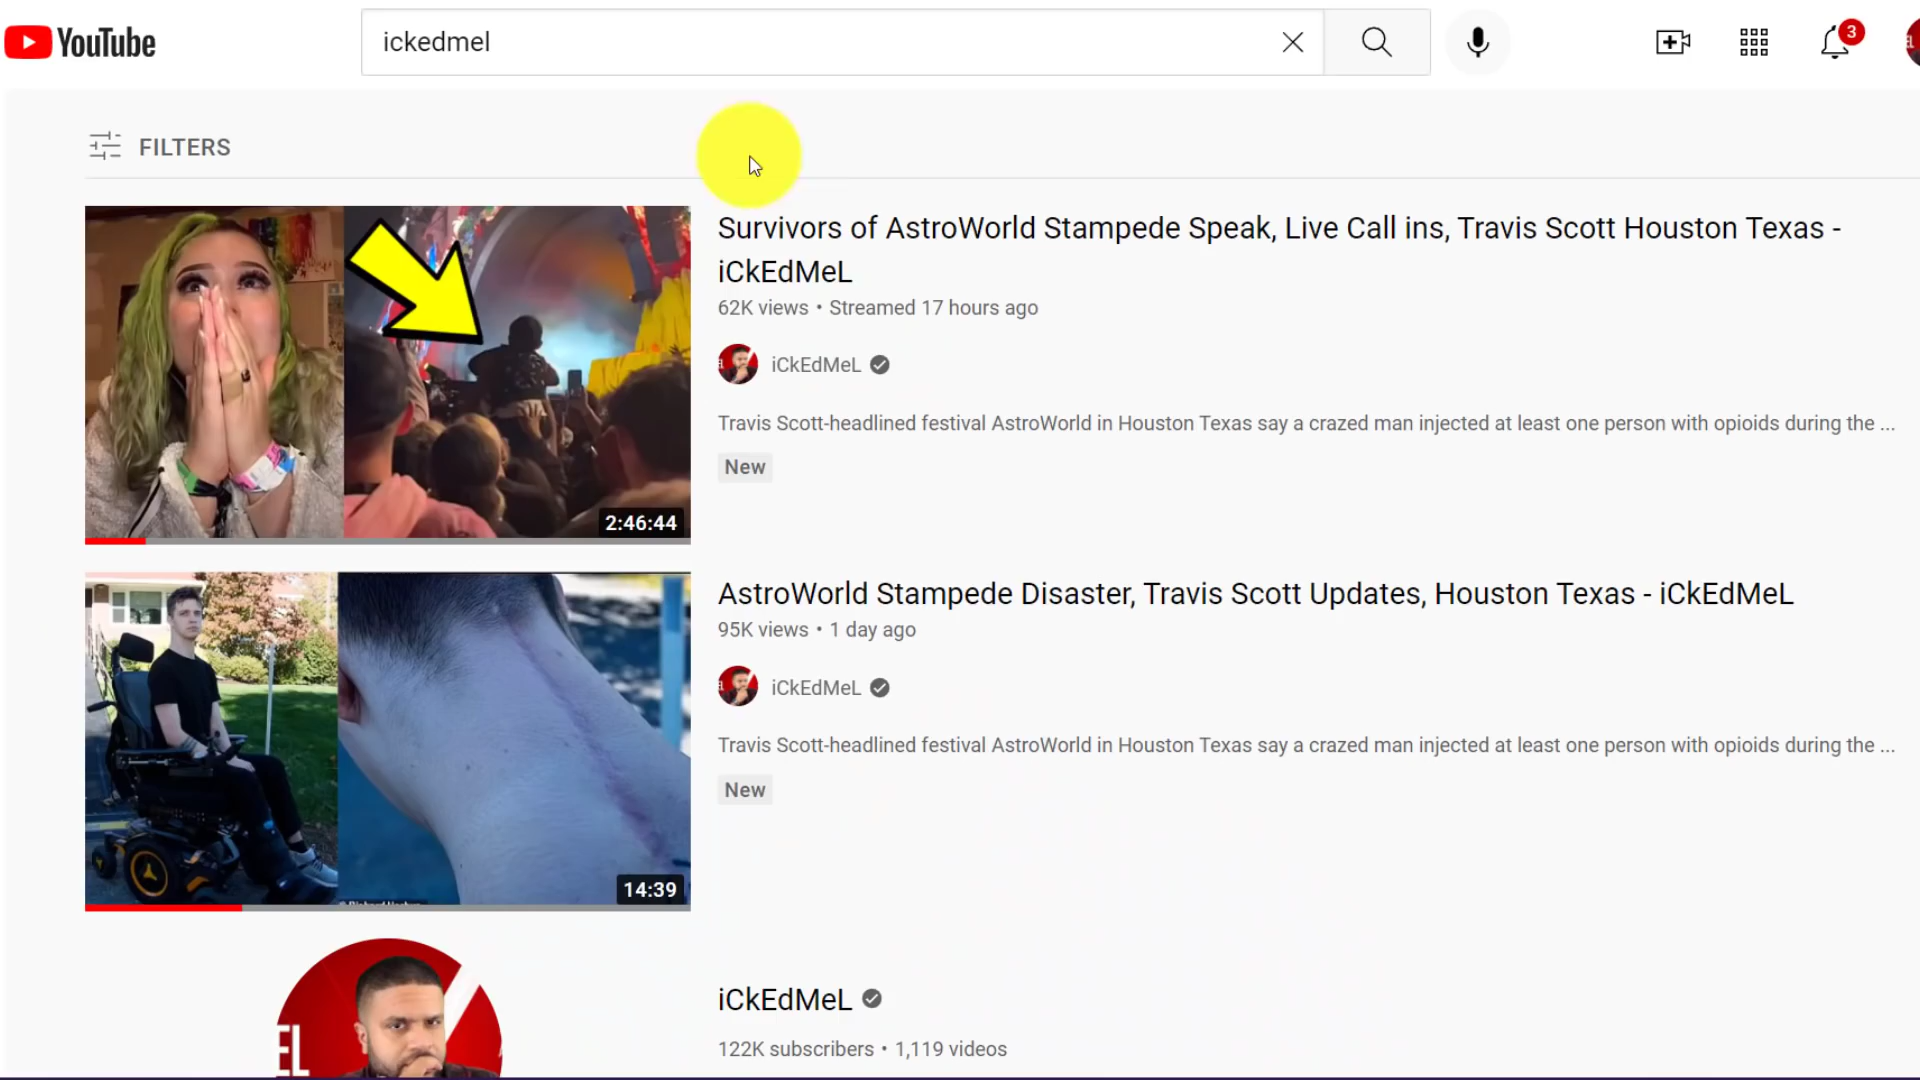 YouTube
ickedmel
3
FILTERS
Survivors of AstroWorld Stampede Speak, Live Call ins, Travis Scott Houston Texas -
iCkEdMeL
62K views • Streamed 17 hours ago
iCkEdMeL
Travis Scott-headlined festival AstroWorld in Houston Texas say a crazed man injected at least one person with opioids during the ...
New
2:46:44
AstroWorld Stampede Disaster, Travis Scott Updates, Houston Texas - iCkEdMeL
95K views • 1 day ago
iCkEdMeL
Travis Scott-headlined festival AstroWorld in Houston Texas say a crazed man injected at least one person with opioids during the ...
New
14:39
EL
iCkEdMeL
122K subscribers • 1,119 videos